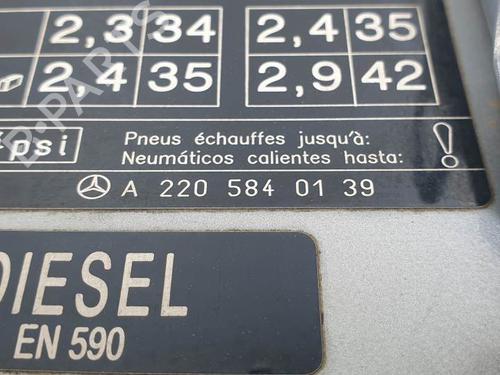 2,3 34 2,4 35
2,4 35 2,9 42
psi Pneus échauffes jusqu'à:
Neumáticos calientes hasta: !
A 220 584 01 39
DIESEL
EN 590
B-PARTS